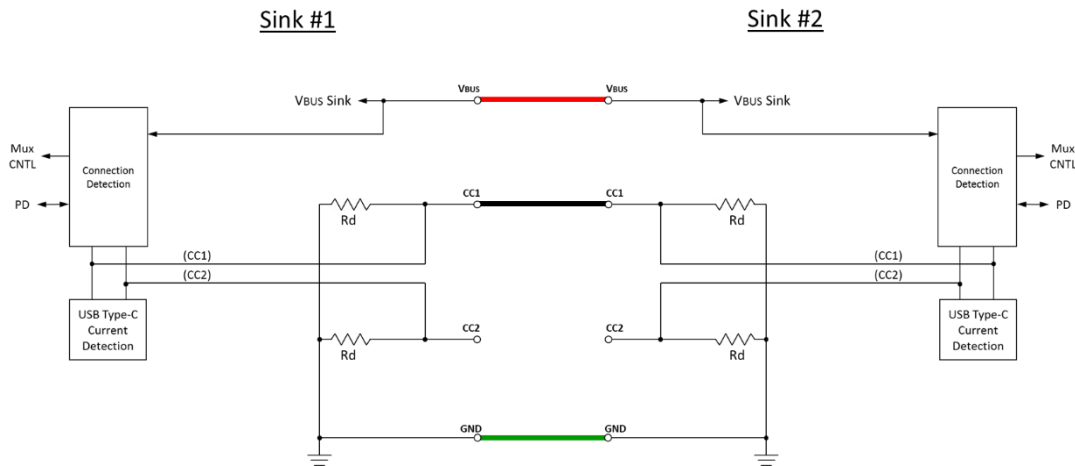 Sink #1
Sink #2
VBUS
VBUS
VBUS Sink
VBUS Sink
Connection
Detection
Connection
Detection
Mux
CNTL
Mux
CNTL
PD
PD
CC1
CC1
Rd
Rd
(CC1)
(CC1)
(CC2)
(CC2)
USB Type-C
Current
Detection
USB Type-C
Current
Detection
CC2
CC2
Rd
Rd
GND
GND